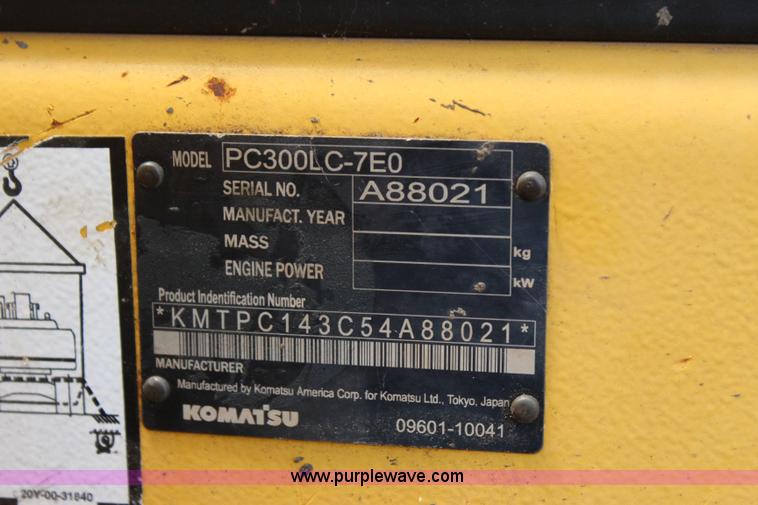 MODEL PC300LC-7E0
SERIAL NO. A88021
MANUFACT. YEAR
MASS kg
ENGINE POWER kW
Product Indentification Number
*KMTPC143C54A88021*
MANUFACTURER
Manufactured by Komatsu America Corp. for Komatsu Ltd., Tokyo, Japan
KOMATSU 09601-10041
www.purplewave.com
20Y-00-31840